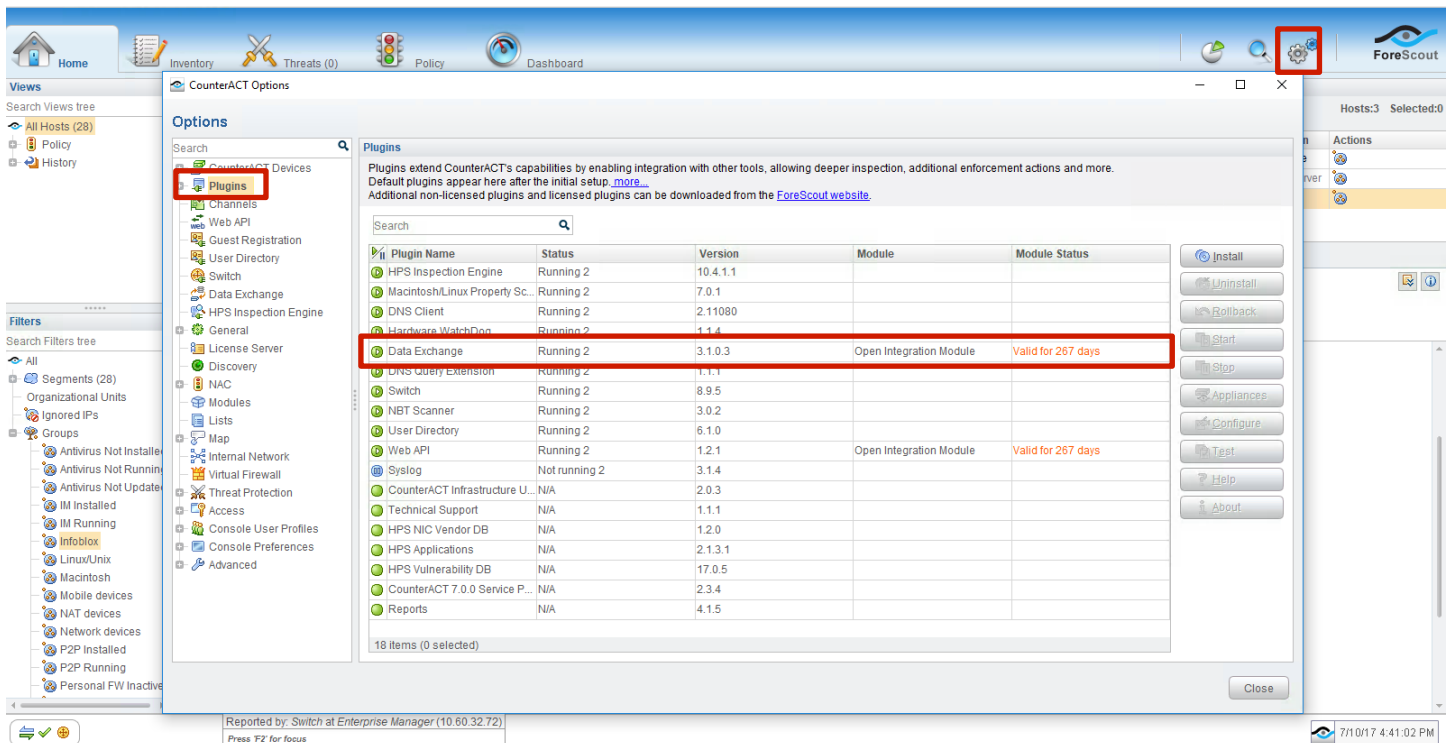 Home
Inventory
Threats (0)
Policy
Dashboard
ForeScout
Views
Search Views tree
All Hosts (28)
Policy
History
Filters
Search Filters tree
All
Segments (28)
Organizational Units
Ignored IPs
Groups
Antivirus Not Installe
Antivirus Not Runnin
Antivirus Not Update
IM Installed
IM Running
Infoblox
Linux/Unix
Macintosh
Mobile devices
NAT devices
Network devices
P2P Installed
P2P Running
Personal FW Inactive
CounterACT Options
Options
Search
CounterACT Devices
Plugins
Channels
Web API
Guest Registration
User Directory
Switch
Data Exchange
HPS Inspection Engine
General
License Server
Discovery
NAC
Modules
Lists
Map
Internal Network
Virtual Firewall
Threat Protection
Access
Console User Profiles
Console Preferences
Advanced
Plugins
Plugins extend CounterACT's capabilities by enabling integration with other tools, allowing deeper inspection, additional enforcement actions and more.
Default plugins appear here after the initial setup. more...
Additional non-licensed plugins and licensed plugins can be downloaded from the ForeScout website.
Search
Plugin Name Status Version Module Module Status
HPS Inspection Engine Running 2 10.4.1.1
Macintosh/Linux Property Sc... Running 2 7.0.1
DNS Client Running 2 2.11080
Hardware WatchDog Running 2 1.1.4
Data Exchange Running 2 3.1.0.3 Open Integration Module Valid for 267 days
DNS Query Extension Running 2 1.1.1
Switch Running 2 8.9.5
NBT Scanner Running 2 3.0.2
User Directory Running 2 6.1.0
Web API Running 2 1.2.1 Open Integration Module Valid for 267 days
Syslog Not running 2 3.1.4
CounterACT Infrastructure U... N/A 2.0.3
Technical Support N/A 1.1.1
HPS NIC Vendor DB N/A 1.2.0
HPS Applications N/A 2.1.3.1
HPS Vulnerability DB N/A 17.0.5
CounterACT 7.0.0 Service P... N/A 2.3.4
Reports N/A 4.1.5
18 items (0 selected)
Install
Uninstall
Rollback
Start
Stop
Appliances
Configure
Test
Help
About
Close
Hosts:3 Selected:0
n Actions
e
rver
Reported by: Switch at Enterprise Manager (10.60.32.72)
Press 'F2' for focus
7/10/17 4:41:02 PM